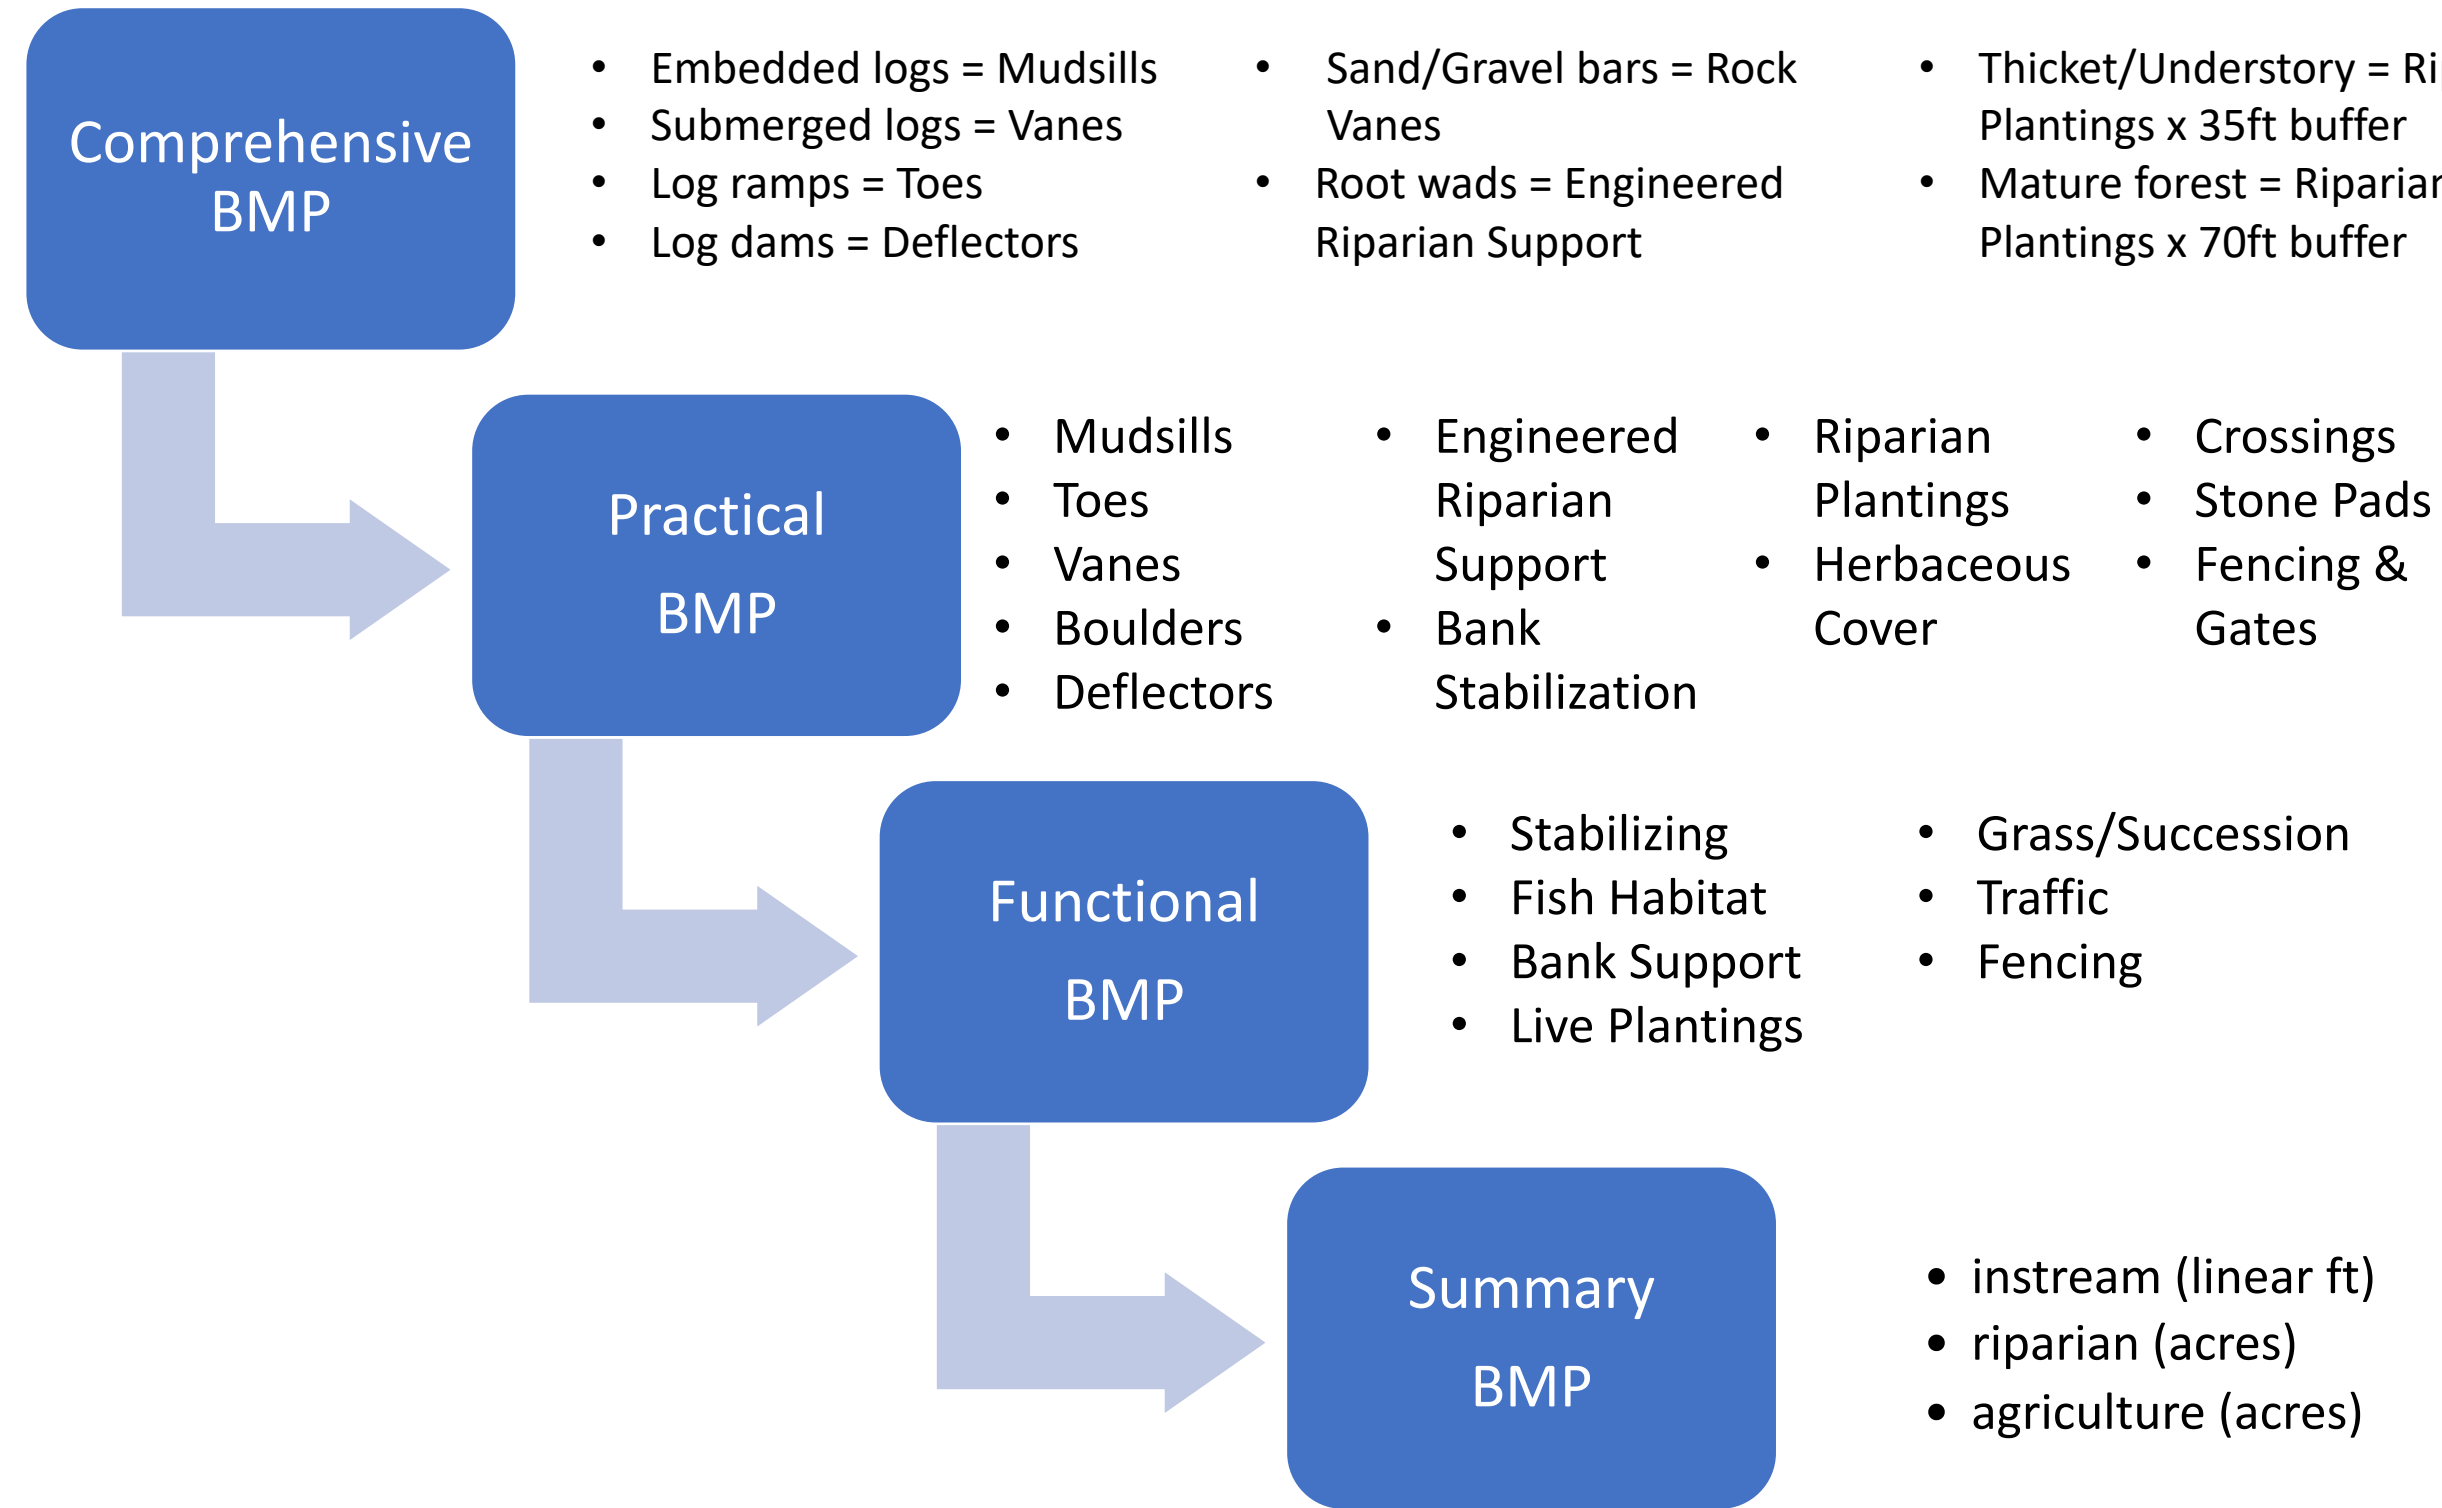 Comprehensive
BMP
• Embedded logs = Mudsills
• Submerged logs = Vanes
• Log ramps = Toes
• Log dams = Deflectors
• Sand/Gravel bars = Rock
Vanes
• Root wads = Engineered
Riparian Support
• Thicket/Understory =
Plantings x 35ft buffer
• Mature forest = Riparian
Plantings x 70ft buffer
Practical
BMP
• Mudsills
• Toes
• Vanes
• Boulders
• Deflectors
• Engineered
Riparian
Support
• Bank
Stabilization
• Riparian
Plantings
• Herbaceous
Cover
• Crossings
• Stone Pads
• Fencing &
Gates
Functional
BMP
• Stabilizing
• Fish Habitat
• Bank Support
• Live Plantings
• Grass/Succession
• Traffic
• Fencing
Summary
BMP
• instream (linear ft)
• riparian (acres)
• agriculture (acres)